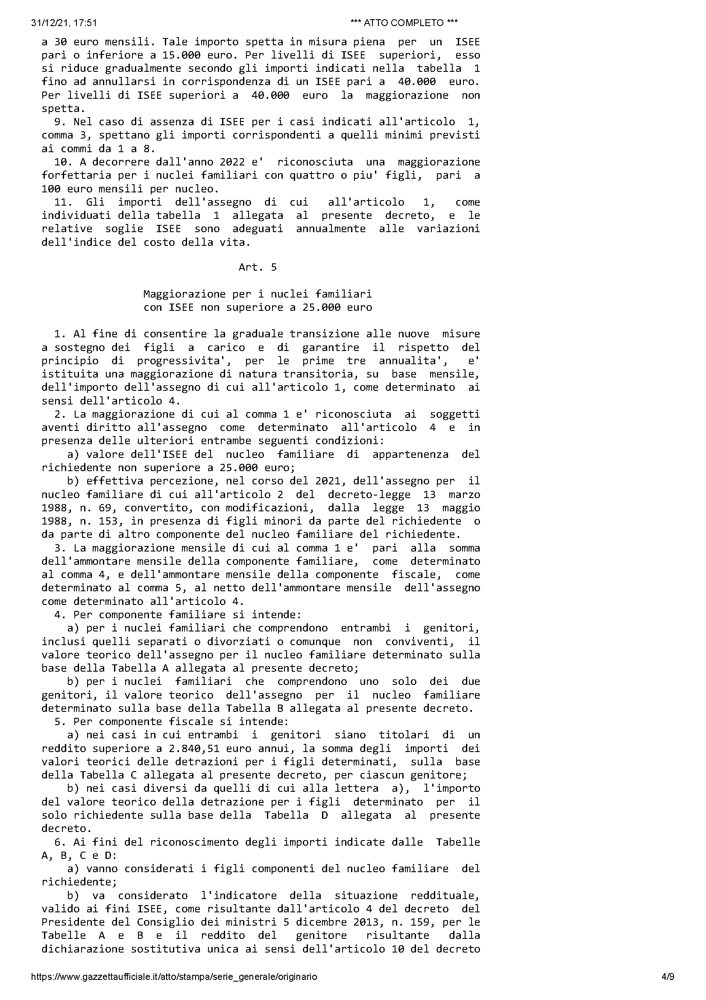 31/12/21, 17:51 *** ATTO COMPLETO ***
a 30 euro mensili. Tale importo spetta in misura piena per un ISEE
pari o inferiore a 15.000 euro. Per livelli di ISEE superiori, esso
si riduce gradualmente secondo gli importi indicati nella tabella 1
fino ad annullarsi in corrispondenza di un ISEE pari a 40.000 euro.
Per livelli di ISEE superiori a 40.000 euro la maggiorazione non
spetta.
9. Nel caso di assenza di ISEE per i casi indicati all'articolo 1,
comma 3, spettano gli importi corrispondenti a quelli minimi previsti
ai commi da 1 a 8.
10. A decorrere dall'anno 2022 e' riconosciuta una maggiorazione
forfettaria per i nuclei familiari con quattro o piu' figli, pari a
100 euro mensili per nucleo.
11. Gli importi dell'assegno di cui all'articolo 1, come
individuati della tabella 1 allegata al presente decreto, e le
relative soglie ISEE sono adeguati annualmente alle variazioni
dell'indice del costo della vita.
Art. 5
Maggiorazione per i nuclei familiari
con ISEE non superiore a 25.000 euro
1. Al fine di consentire la graduale transizione alle nuove misure
a sostegno dei figli a carico e di garantire il rispetto del
principio di progressivita', per le prime tre annualita', e'
istituita una maggiorazione di natura transitoria, su base mensile,
dell'importo dell'assegno di cui all'articolo 1, come determinato ai
sensi dell'articolo 4.
2. La maggiorazione di cui al comma 1 e' riconosciuta ai soggetti
aventi diritto all'assegno come determinato all'articolo 4 e in
presenza delle ulteriori entrambe seguenti condizioni:
a) valore dell'ISEE del nucleo familiare di appartenenza del
richiedente non superiore a 25.000 euro;
b) effettiva percezione, nel corso del 2021, dell'assegno per il
nucleo familiare di cui all'articolo 2 del decreto-legge 13 marzo
1988, n. 69, convertito, con modificazioni, dalla legge 13 maggio
1988, n. 153, in presenza di figli minori da parte del richiedente o
da parte di altro componente del nucleo familiare del richiedente.
3. La maggiorazione mensile di cui al comma 1 e' pari alla somma
dell'ammontare mensile della componente familiare, come determinato
al comma 4, e dell'ammontare mensile della componente fiscale, come
determinato al comma 5, al netto dell'ammontare mensile dell'assegno
come determinato all'articolo 4.
4. Per componente familiare si intende:
a) per i nuclei familiari che comprendono entrambi i genitori,
inclusi quelli separati o divorziati o comunque non conviventi, il
valore teorico dell'assegno per il nucleo familiare determinato sulla
base della Tabella A allegata al presente decreto;
b) per i nuclei familiari che comprendono uno solo dei due
genitori, il valore teorico dell'assegno per il nucleo familiare
determinato sulla base della Tabella B allegata al presente decreto.
5. Per componente fiscale si intende:
a) nei casi in cui entrambi i genitori siano titolari di un
reddito superiore a 2.840,51 euro annui, la somma degli importi dei
valori teorici delle detrazioni per i figli determinati, sulla base
della Tabella C allegata al presente decreto, per ciascun genitore;
b) nei casi diversi da quelli di cui alla lettera a), l'importo
del valore teorico della detrazione per i figli determinato per il
solo richiedente sulla base della Tabella D allegata al presente
decreto.
6. Ai fini del riconoscimento degli importi indicate dalle Tabelle
A, B, C e D:
a) vanno considerati i figli componenti del nucleo familiare del
richiedente;
b) va considerato l'indicatore della situazione reddituale,
valido ai fini ISEE, come risultante dall'articolo 4 del decreto del
Presidente del Consiglio dei ministri 5 dicembre 2013, n. 159, per le
Tabelle A e B e il reddito del genitore risultante dalla
dichiarazione sostitutiva unica ai sensi dell'articolo 10 del decreto
https://www.gazzettaufficiale.it/atto/stampa/serie_generale/originario 4/9